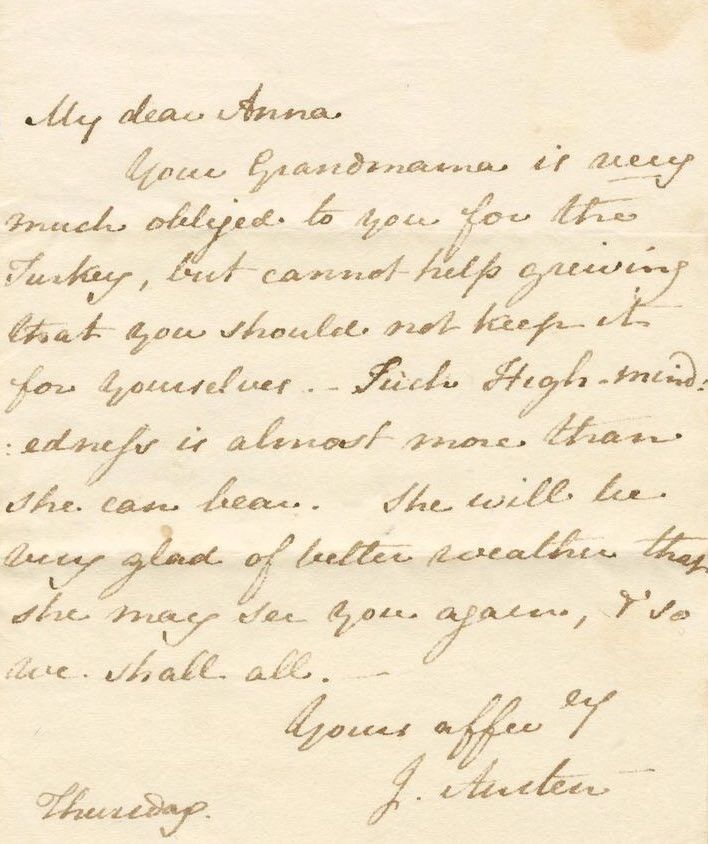 My dear Anna
Your Grandmama is very
much obliged to you for the
Turkey, but cannot help greiving
that you should not keep it
for Yourselves. – Such High-mind:
:edness is almost more than
she can bear. She will be
very glad of better weather that
she may see you again, & so
we shall all. —
Yours affec^ly
J. Austen
Thursday.